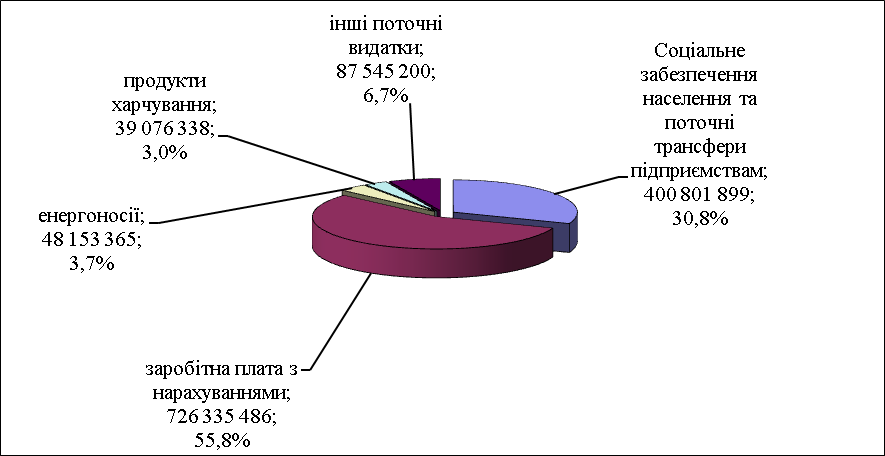 інші поточні
видатки;
87 545 200;
6,7%
Соціальне
забезпечення
населення та
поточні
трансфери
підприємствам;
400 801 899;
30,8%
продукти
харчування;
39 076 338;
3,0%
енергоносії;
48 153 365;
3,7%
заробітна плата з
нарахуваннями;
726 335 486;
55,8%